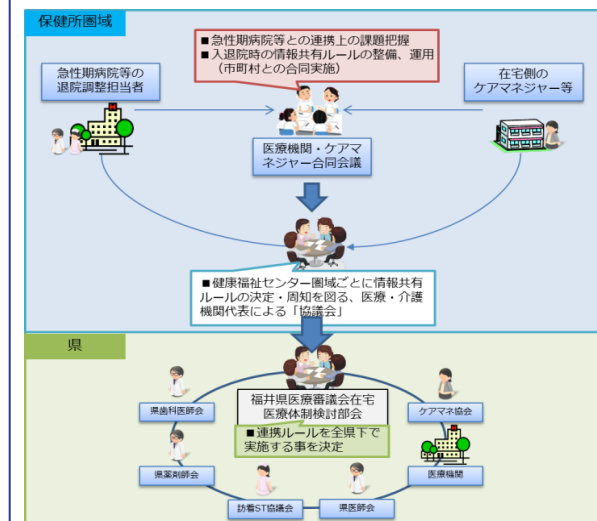 保健所圏域
■急性期病院等との連携上の課題把握
■入退院時の情報共有ルールの整備、運用
（市町村との合同実施）
急性期病院等の
退院調整担当者
在宅側の
ケアマネジャー等
医療機関・ケアマ
ネジャー合同会議
■健康福祉センター圏域ごとに情報共有
ルールの決定・周知を図る、医療・介護
機関代表による「協議会」
県
福井県医療審議会在宅
医療体制検討部会
■連携ルールを全県下で
実施する事を決定
県歯科医師会
ケアマネ協会
県薬剤師会
医療機関
訪看ST協議会
県医師会